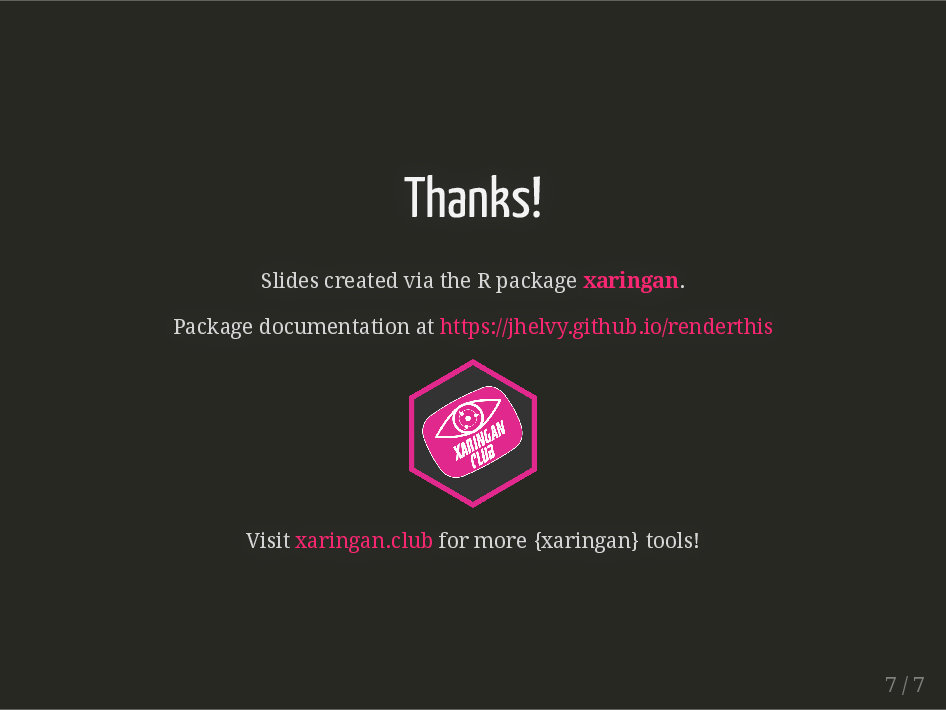 Thanks!
Slides created via the R package xaringan.
Package documentation at https://jhelvy.github.io/renderthis
XARINGAN
CLUB
Visit xaringan.club for more {xaringan} tools!
7 / 7